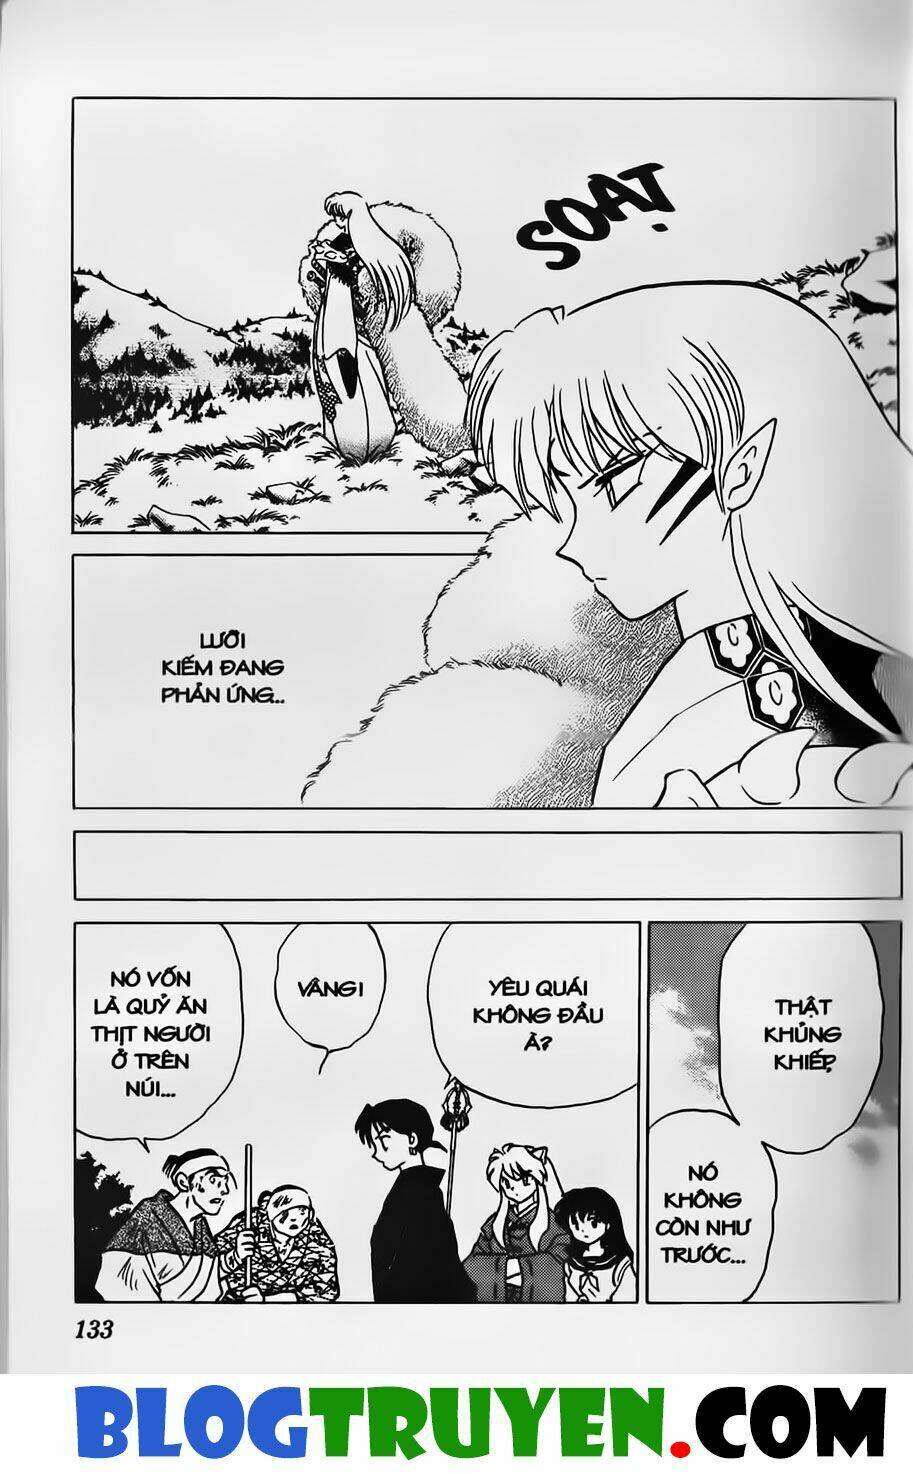 SOẠT
LƯỠI
KIẾM ĐANG
PHẢN ỨNG...
THẬT
KHỦNG
KHIẾP,
NÓ
KHÔNG
CÒN NHƯ
TRƯỚC...
YÊU QUÁI
KHÔNG ĐẦU
À?
VÂNG!
NÓ VỐN
LÀ QUỶ ĂN
THỊT NGƯỜI
Ở TRÊN
NÚI...
133
BLOGTRUYEN.COM